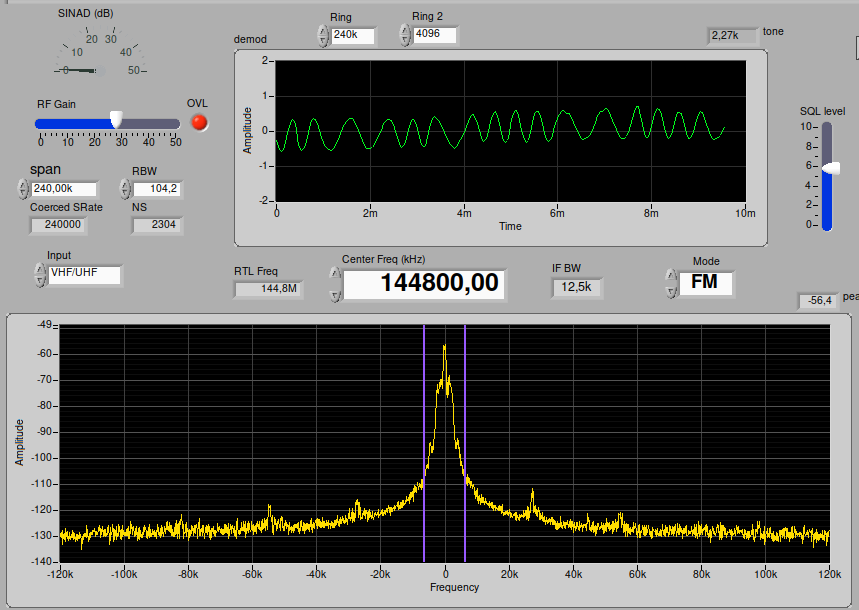 SINAD (dB)
0 10 20 30 40 50
Ring
240k
Ring 2
4096
2,27k tone
demod
RF Gain
0 10 20 30 40 50
OVL
2
1
0
-1
-2
Amplitude
0 2m 4m 6m 8m 10m
Time
SQL level
10
8
6
4
2
0
span
240,00k
RBW
104,2
Coerced SRate
240000
NS
2304
Input
VHF/UHF
RTL Freq
144,8M
Center Freq (kHz)
144800,00
IF BW
12,5k
Mode
FM
-56,4
-49
-60
-70
-80
-90
-100
-110
-120
-130
-140
Amplitude
-120k -100k -80k -60k -40k -20k 0 20k 40k 60k 80k 100k 120k
Frequency